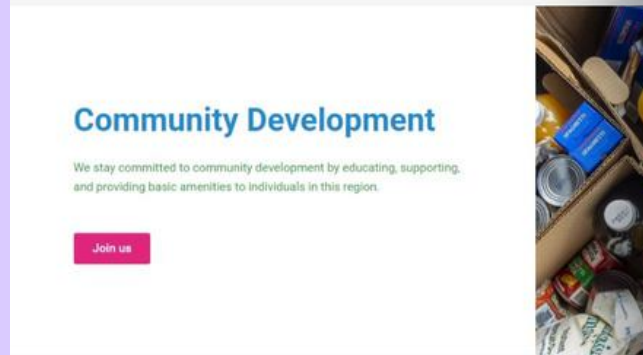 Community Development
We stay committed to community development by educating, supporting,
and providing basic amenities to individuals in this region.
Join us
SPAGHETTI